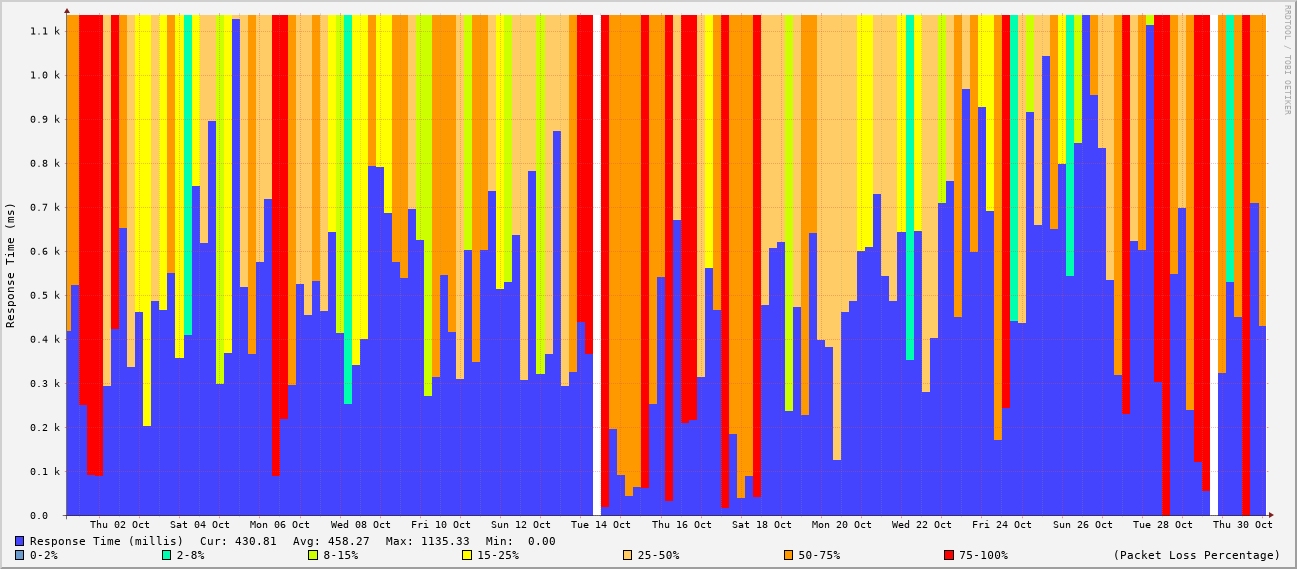 RRDTOOL / TOBI OETIKER
Response Time (ms)
1.1 k
1.0 k
0.9 k
0.8 k
0.7 k
0.6 k
0.5 k
0.4 k
0.3 k
0.2 k
0.1 k
0.0
Thu 02 Oct Sat 04 Oct Mon 06 Oct Wed 08 Oct Fri 10 Oct Sun 12 Oct Tue 14 Oct Thu 16 Oct Sat 18 Oct Mon 20 Oct Wed 22 Oct Fri 24 Oct Sun 26 Oct Tue 28 Oct Thu 30 Oct
Response Time (millis) Cur: 430.81 Avg: 458.27 Max: 1135.33 Min: 0.00
0-2% 2-8% 8-15% 15-25% 25-50% 50-75% 75-100% (Packet Loss Percentage)